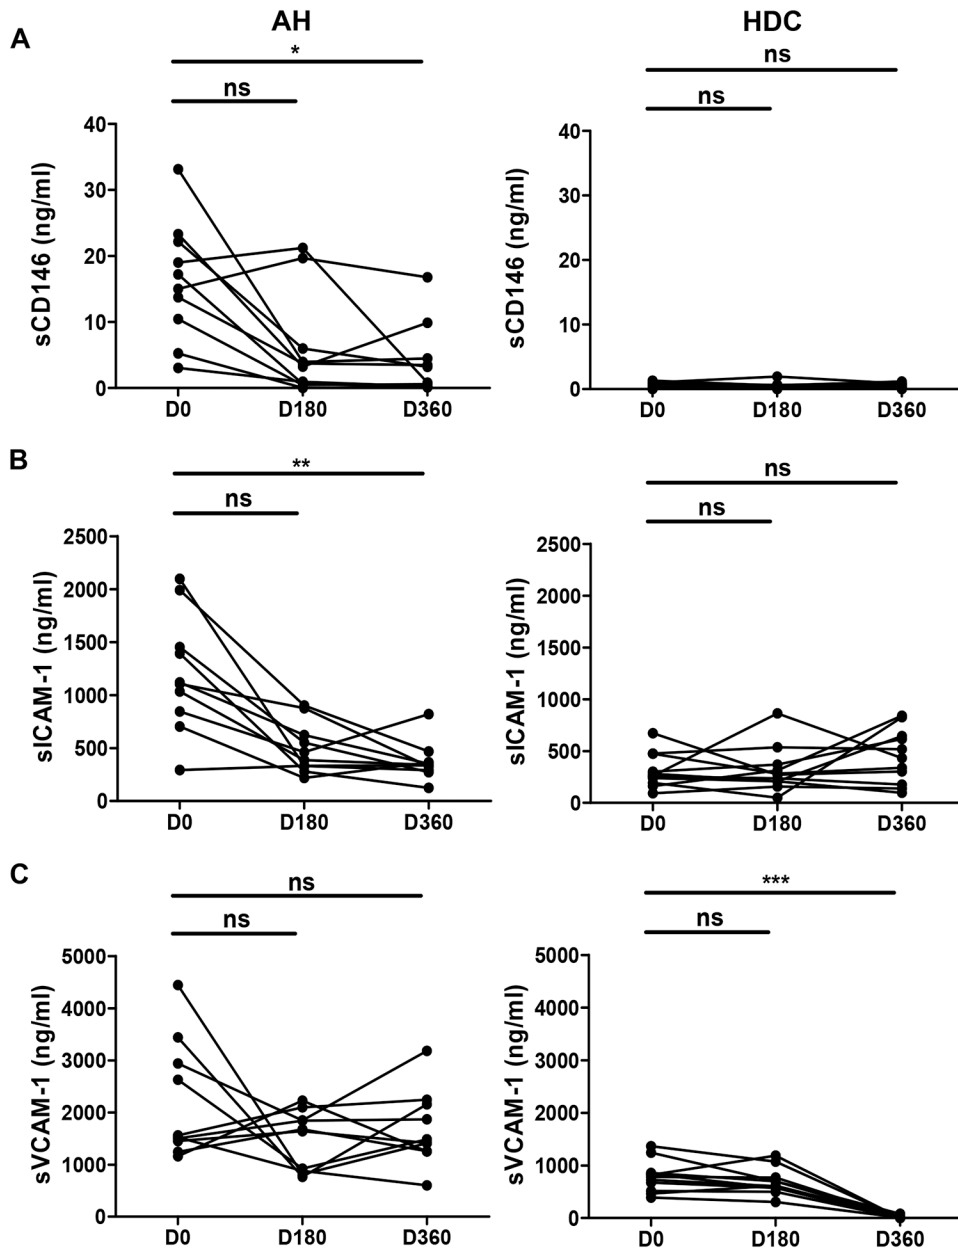 AH
HDC
A
*
ns
ns
ns
sCD146 (ng/ml)
40
30
20
10
0
D0 D180 D360
sCD146 (ng/ml)
40
30
20
10
0
D0 D180 D360
B
**
ns
ns
ns
sICAM-1 (ng/ml)
2500
2000
1500
1000
500
0
D0 D180 D360
sICAM-1 (ng/ml)
2500
2000
1500
1000
500
0
D0 D180 D360
C
ns
ns
***
ns
sVCAM-1 (ng/ml)
5000
4000
3000
2000
1000
0
D0 D180 D360
sVCAM-1 (ng/ml)
5000
4000
3000
2000
1000
0
D0 D180 D360